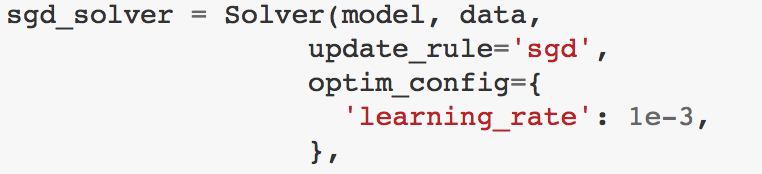 sgd_solver = Solver(model, data,
update_rule='sgd',
optim_config={
'learning_rate': 1e-3,
},